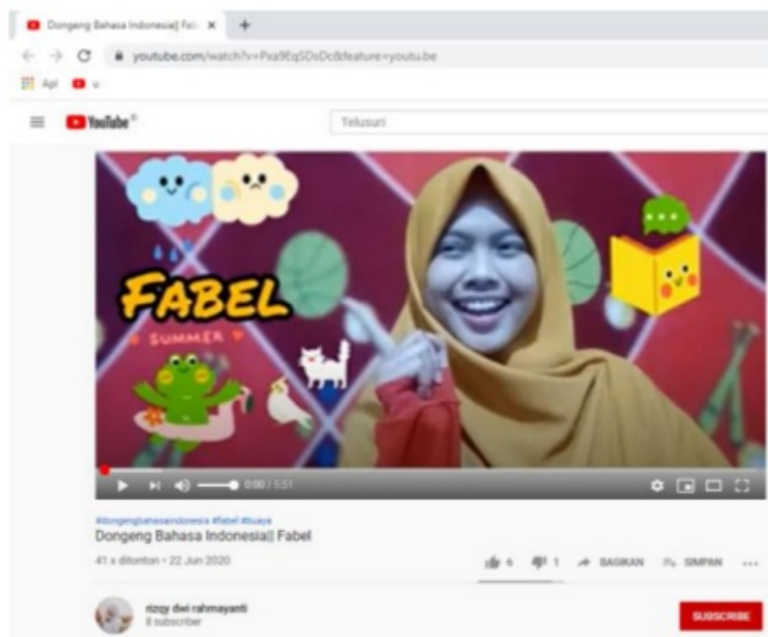 Dongeng Bahasa Indonesia|| Fab
youtube.com/watch?v=Pxa9EqSDsDc&feature=youtu.be
Apl
u
YouTube
Telusuri
FABEL
SUMMER
0:00 / 5:51
#dongengbahasaindonesia #fabel #buaya
Dongeng Bahasa Indonesia|| Fabel
41 x ditonton • 22 Jun 2020
6
1
BAGIKAN
SIMPAN
rizqy dwi rahmayanti
8 subscriber
SUBSCRIBE